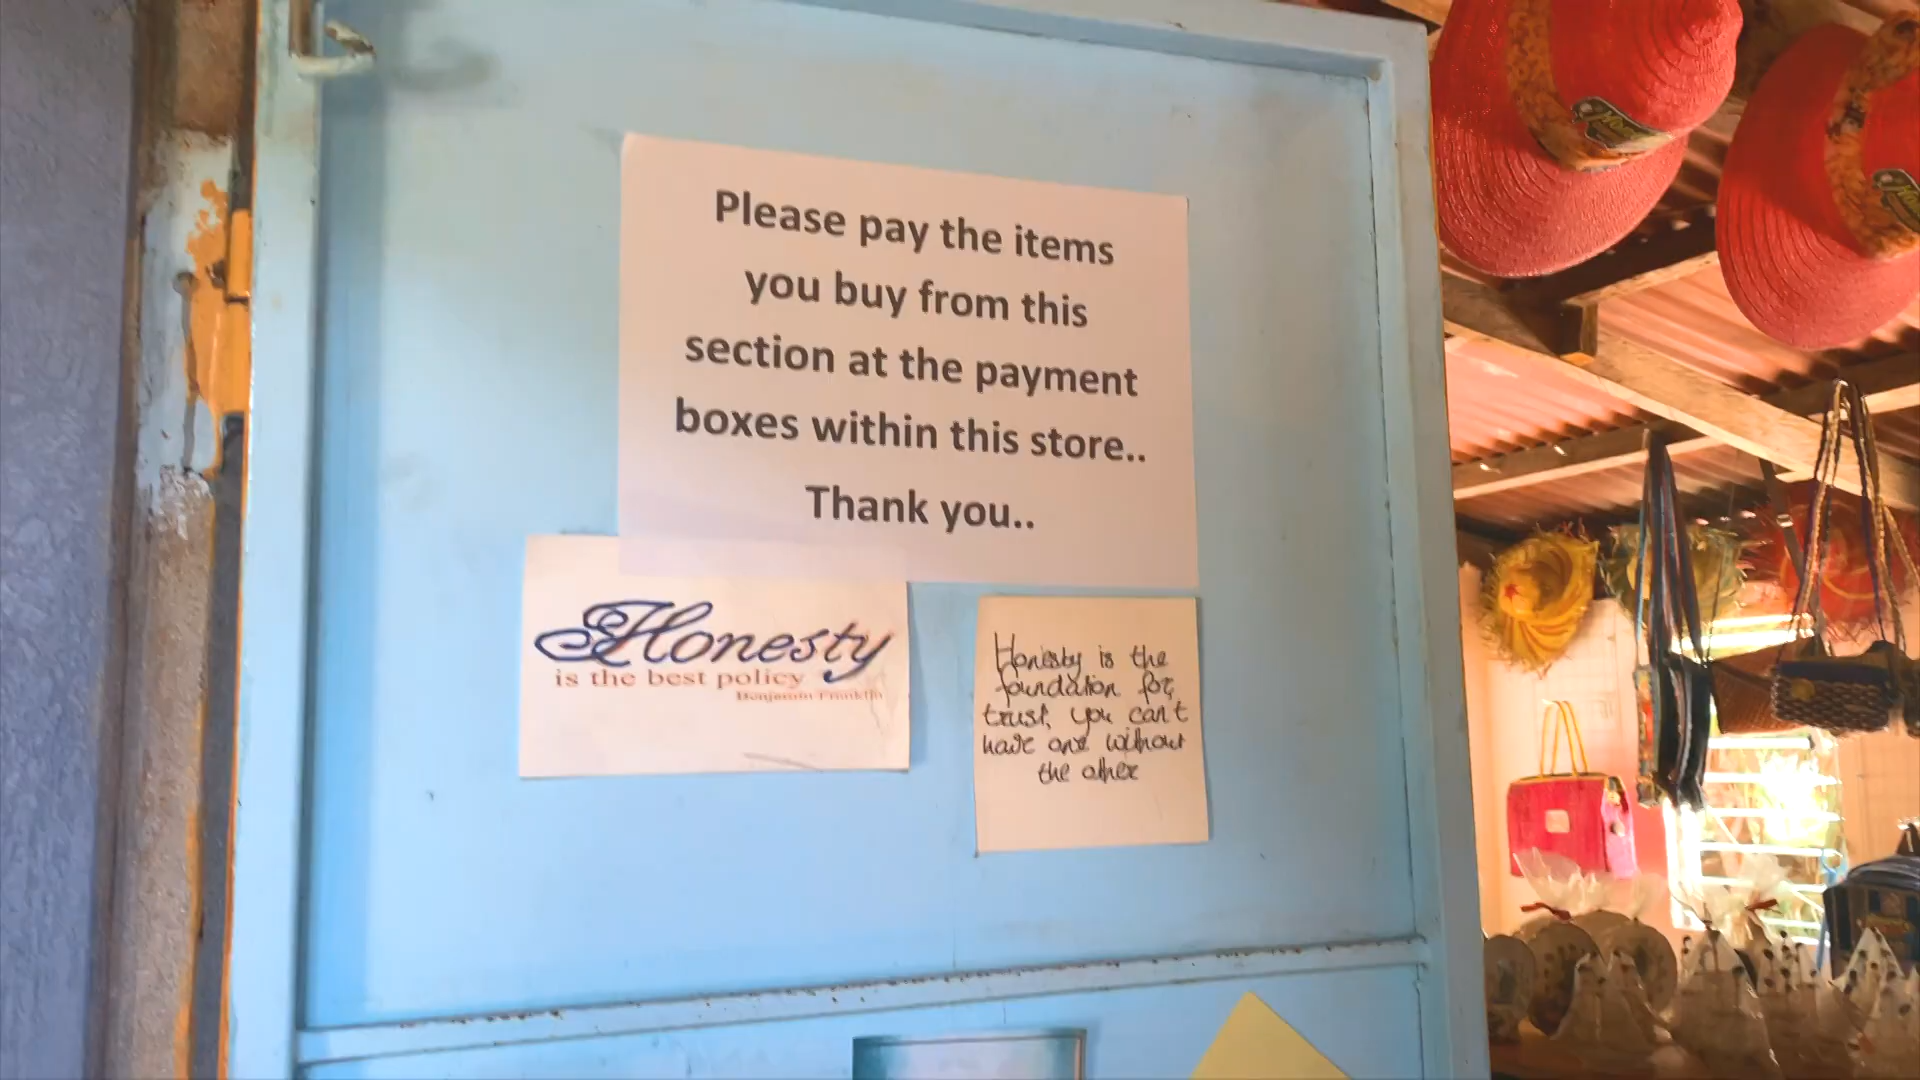 Please pay the items
you buy from this
section at the payment
boxes within this store..
Thank you..
Honesty
is the best policy
Benjamin Franklin
Honesty is the
foundation for
trust, you can't
have one without
the other